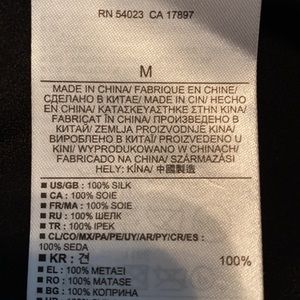 RN 54023 CA 17897
M
MADE IN CHINA/ FABRIQUE EN CHINE/
СДЕЛАНО В КИТАЕ/ MADE IN CIN/ HECHO
EN CHINA/ ΚΑΤΑΣΚΕΥΑΣΤΗΚΕ ΣΤΗΝ ΚΙΝΑ/
FABRICAT ÎN CHINA/ ПРОИЗВЕДЕНО В
КИТАЙ/ ZEMLJA PROIZVODNJE KINA/
ВИРОБЛЕНО В КИТАЇ/ PROIZVEDENO U
KINI/ WYPRODUKOWANO W CHINACH/
FABRICADO NA CHINA/ SZÁRMAZÁSI
HELY: KÍNA/ 中國製造
■ US/GB : 100% SILK
■ CA : 100% SOIE
■ FR/MA : 100% SOIE
■ RU : 100% ШЕЛК
■ TR : 100% IPEK
■ CL/CO/MX/PA/PE/UY/AR/PY/CR/ES :
100% SEDA
■ KR : 견 100%
■ EL : 100% ΜΕΤΑΞΙ
■ RO : 100% MATASE
■ BG : 100% КОПРИНА